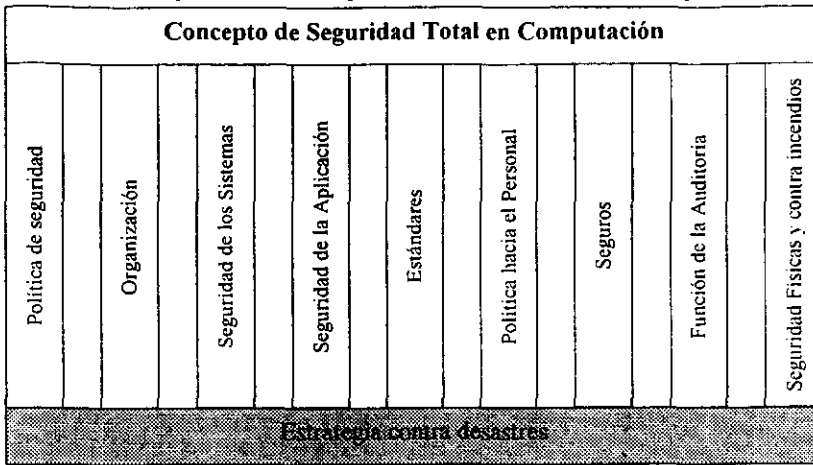 Concepto de Seguridad Total en Computación
Política de seguridad
Organización
Seguridad de los Sistemas
Seguridad de la Aplicación
Estándares
Política hacia el Personal
Seguros
Función de la Auditoria
Seguridad Físicas y contra incendios
Estrategia contra desastres